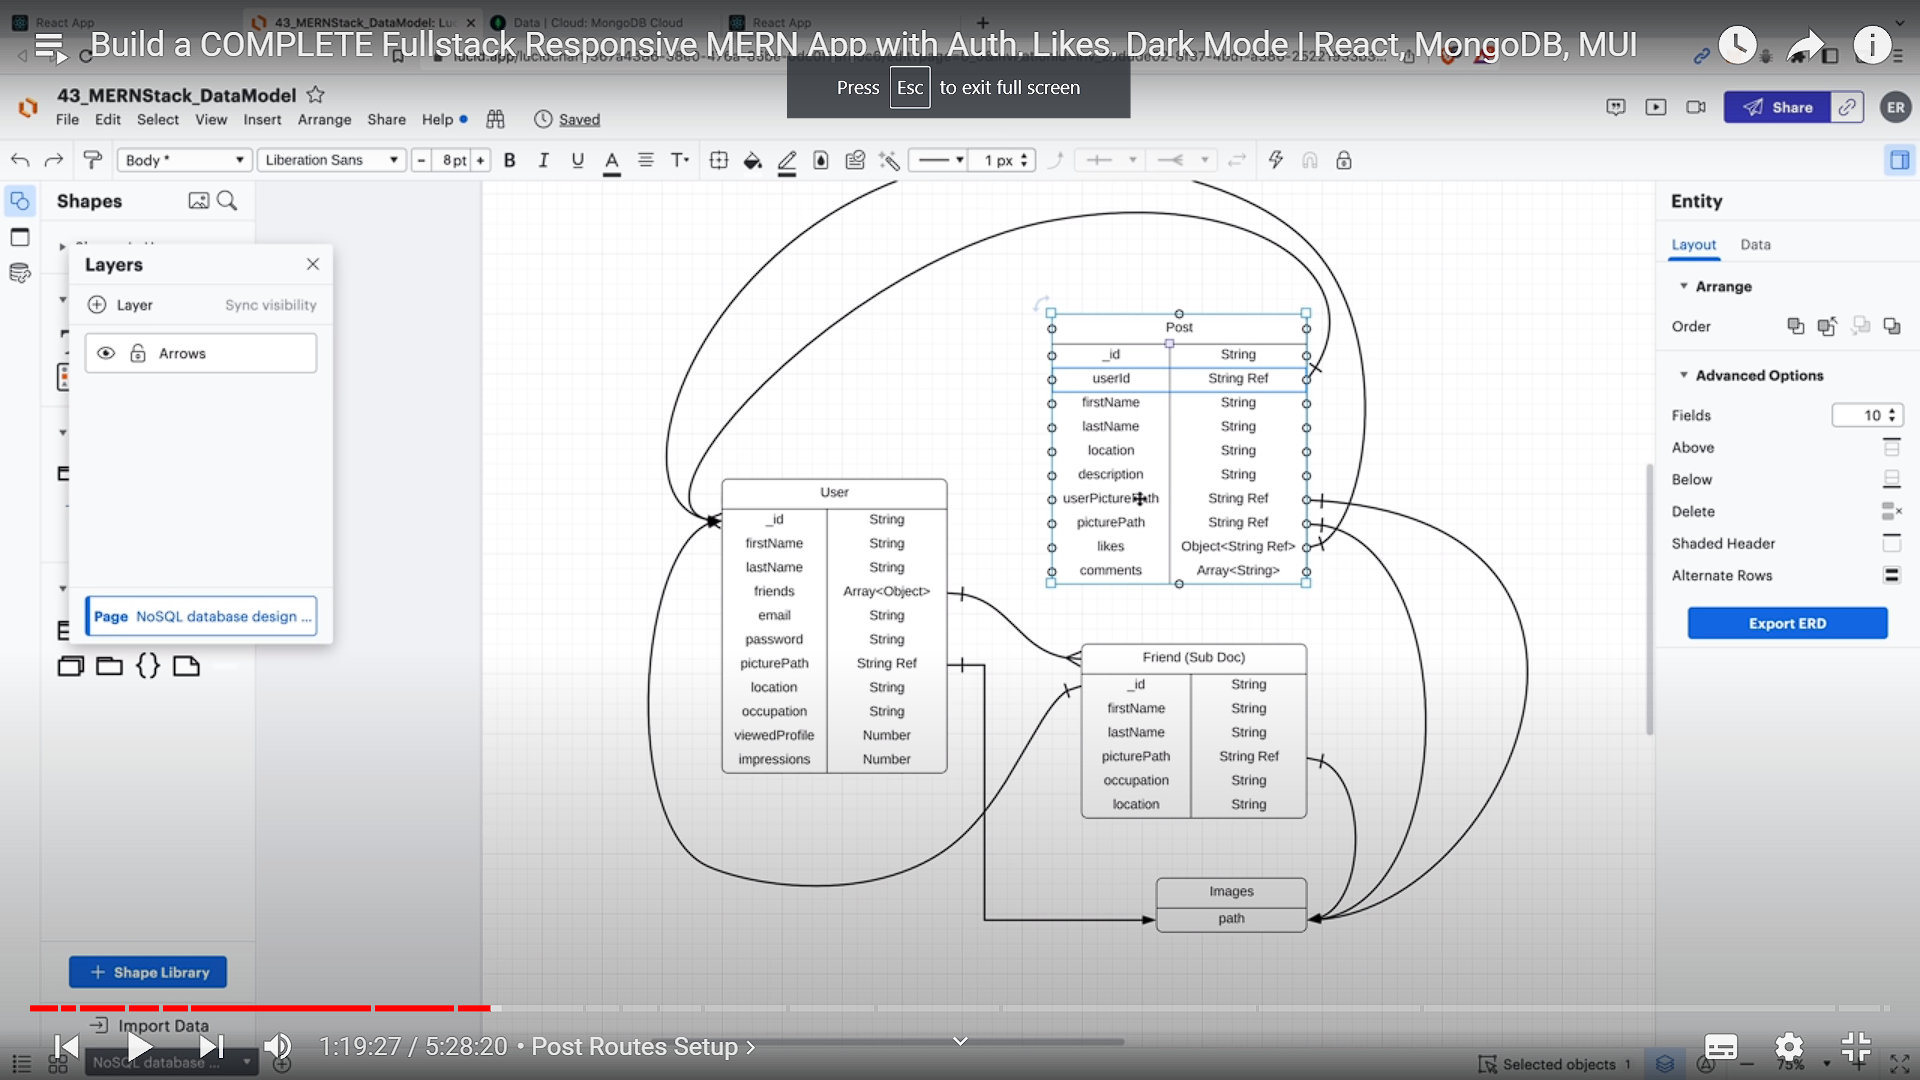 React App
43_MERNStack_DataModel: Luc
Data | Cloud: MongoDB Cloud
React App
Build a COMPLETE Fullstack Responsive MERN App with Auth, Likes, Dark Mode | React, MongoDB, MUI
Press Esc to exit full screen
43_MERNStack_DataModel
File Edit Select View Insert Arrange Share Help
Saved
Share
ER
Body *
Liberation Sans
- 8 pt +
B I U A T
1 px
Shapes
Layers
Layer
Sync visibility
Arrows
Page NoSQL database design ...
Shape Library
Import Data
NoSQL database ...
Post
_id String
userId String Ref
firstName String
lastName String
location String
description String
userPicturePath String Ref
picturePath String Ref
likes Object<String Ref>
comments Array<String>
User
_id String
firstName String
lastName String
friends Array<Object>
email String
password String
picturePath String Ref
location String
occupation String
viewedProfile Number
impressions Number
Friend (Sub Doc)
_id String
firstName String
lastName String
picturePath String Ref
occupation String
location String
Images
path
Entity
Layout Data
Arrange
Order
Advanced Options
Fields 10
Above
Below
Delete
Shaded Header
Alternate Rows
Export ERD
1:19:27 / 5:28:20 • Post Routes Setup
Selected objects 1
75%